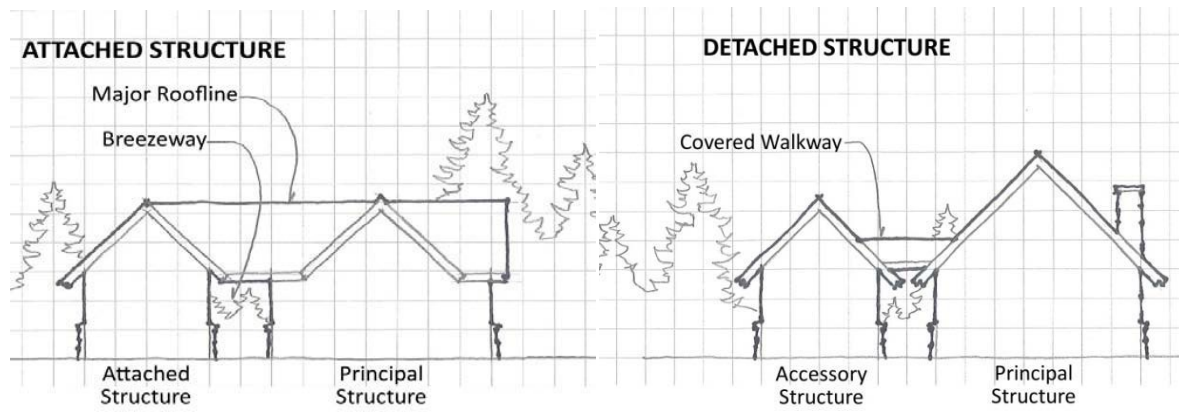 ATTACHED STRUCTURE
Major Roofline
Breezeway
Attached
Structure
Principal
Structure
DETACHED STRUCTURE
Covered Walkway
Accessory
Structure
Principal
Structure